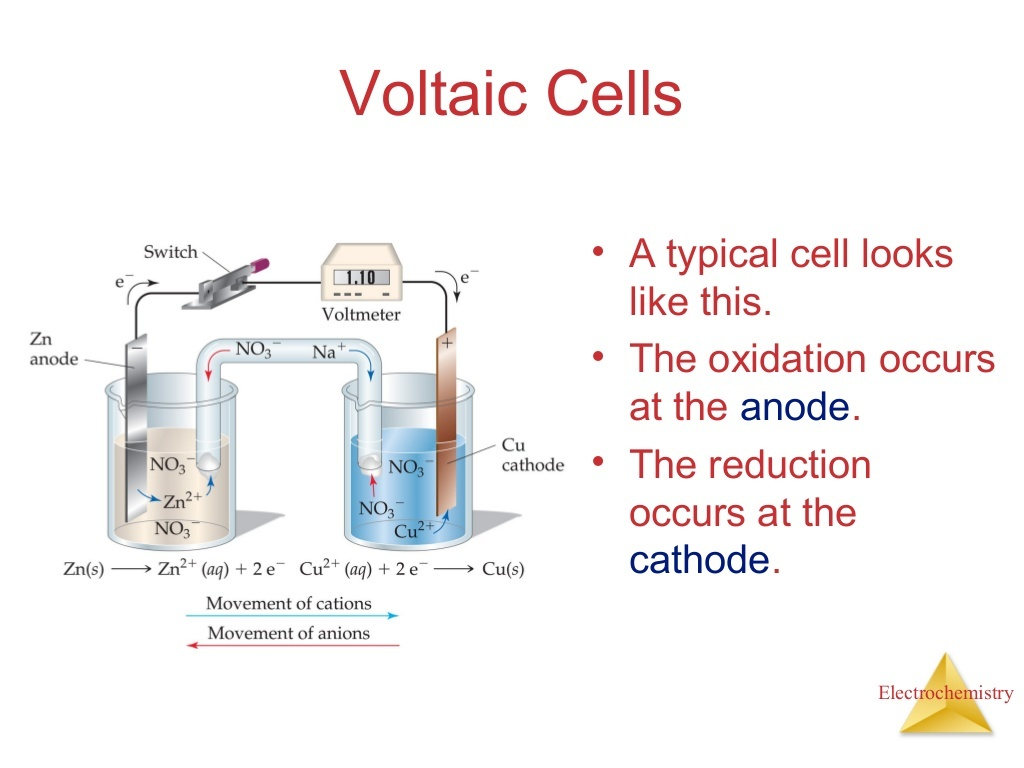 Voltaic Cells
Switch
e⁻
1.10
e⁻
Voltmeter
Zn
anode
−
+
NO₃⁻
Na⁺
Cu
cathode
NO₃⁻
NO₃⁻
Zn²⁺
NO₃⁻
NO₃⁻
Cu²⁺
Zn(s) ⟶ Zn²⁺ (aq) + 2 e⁻
Cu²⁺ (aq) + 2 e⁻ ⟶ Cu(s)
Movement of cations
Movement of anions
• A typical cell looks
like this.
• The oxidation occurs
at the anode.
• The reduction
occurs at the
cathode.
Electrochemistry